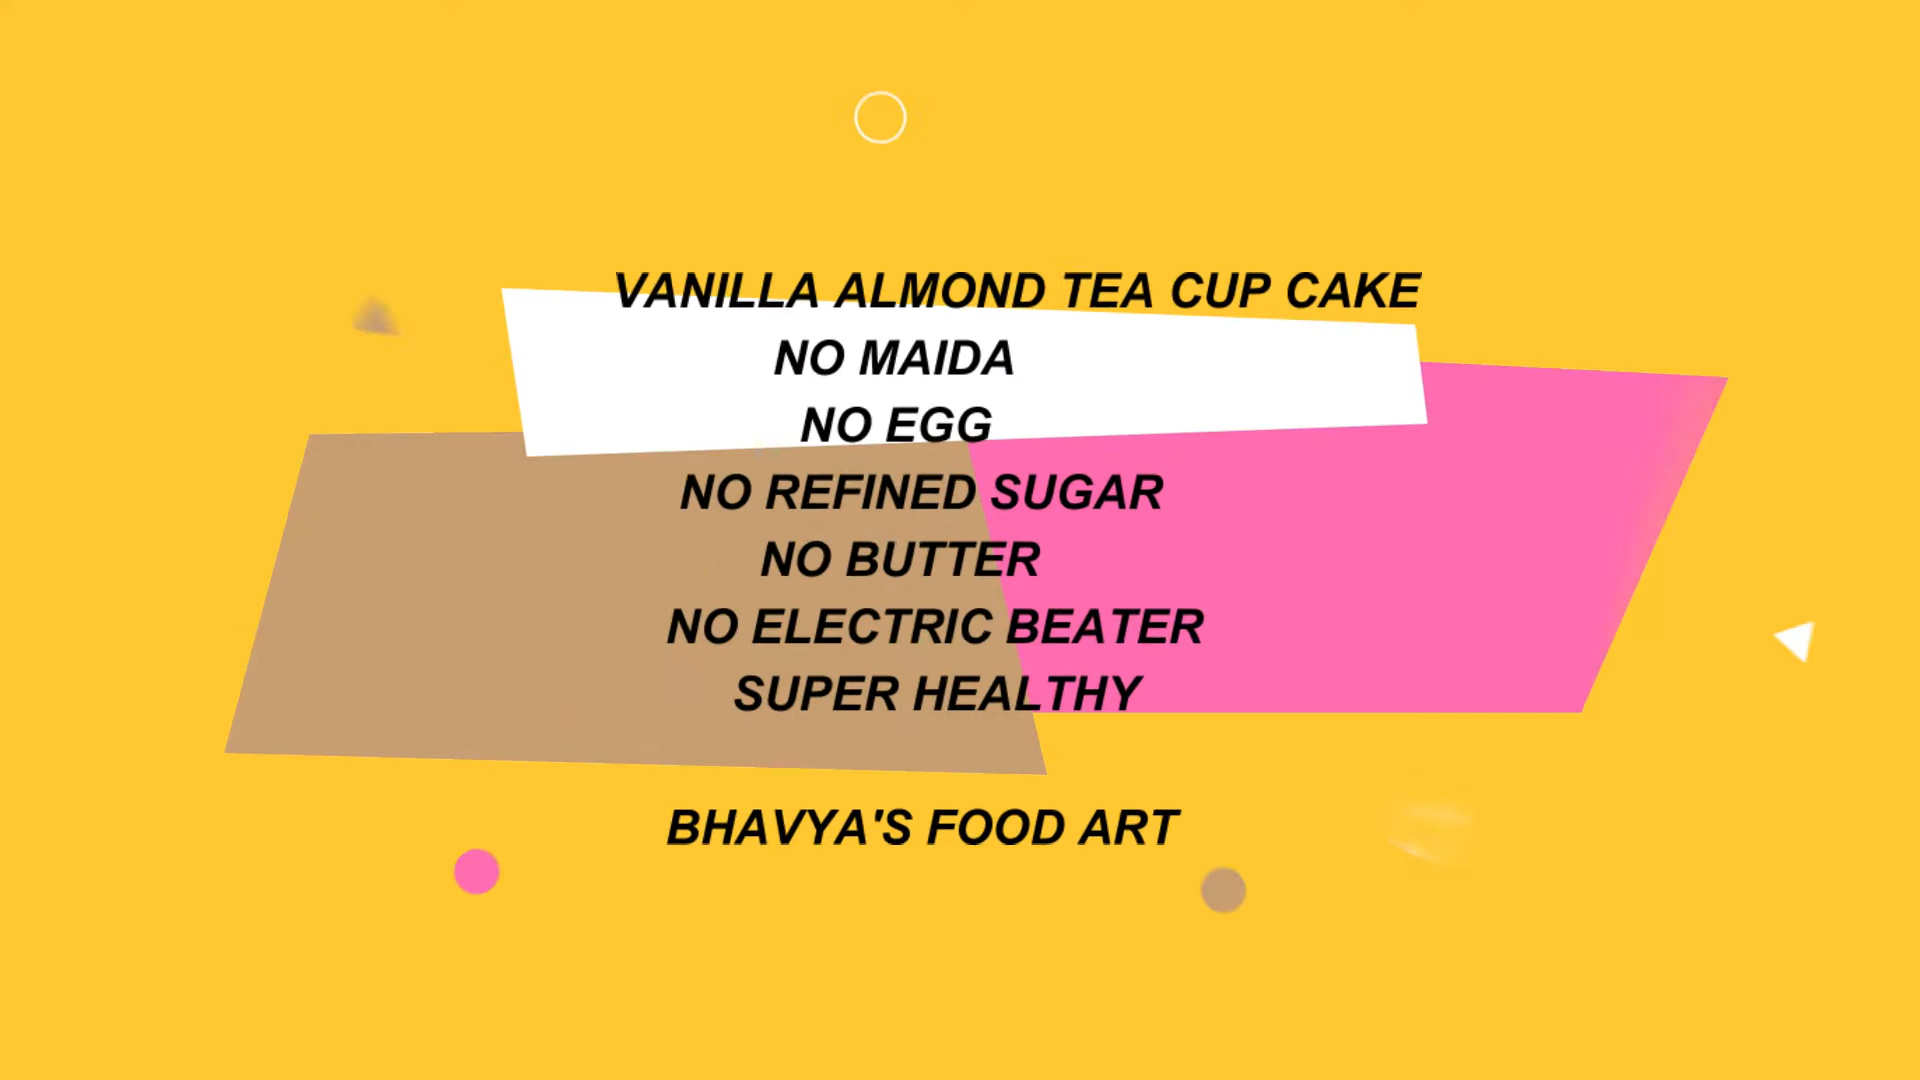 VANILLA ALMOND TEA CUP CAKE
NO MAIDA
NO EGG
NO REFINED SUGAR
NO BUTTER
NO ELECTRIC BEATER
SUPER HEALTHY
BHAVYA'S FOOD ART